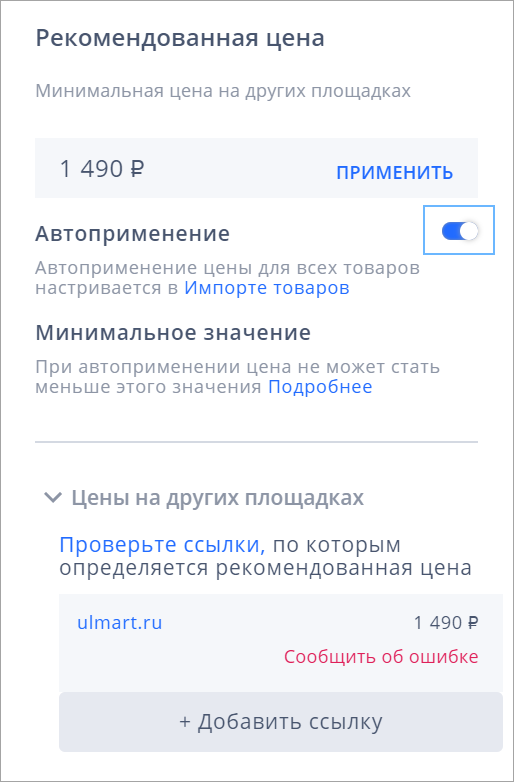 Рекомендованная цена
Минимальная цена на других площадках
1 490 ₽
ПРИМЕНИТЬ
Автоприменение
Автоприменение цены для всех товаров
настривается в Импорте товаров
Минимальное значение
При автоприменении цена не может стать
меньше этого значения Подробнее
Цены на других площадках
Проверьте ссылки, по которым
определяется рекомендованная цена
ulmart.ru 1 490 ₽
Сообщить об ошибке
+ Добавить ссылку